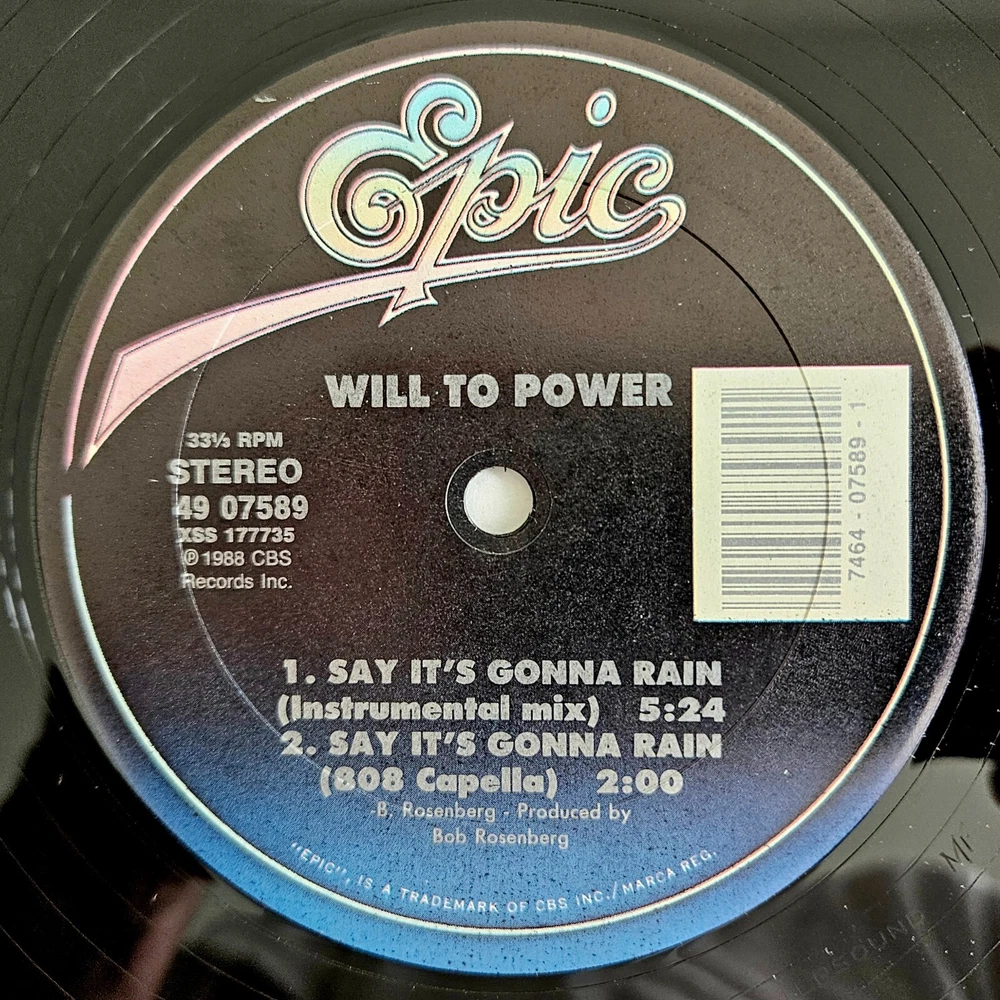 Epic
WILL TO POWER
33⅓ RPM
STEREO
49 07589
XSS 177735
℗ 1988 CBS
Records Inc.
7464 - 07589 - 1
1. SAY IT'S GONNA RAIN
(Instrumental mix) 5:24
2. SAY IT'S GONNA RAIN
(808 Capella) 2:00
-B. Rosenberg - Produced by
Bob Rosenberg
"EPIC", IS A TRADEMARK OF CBS INC./MARCA REG.